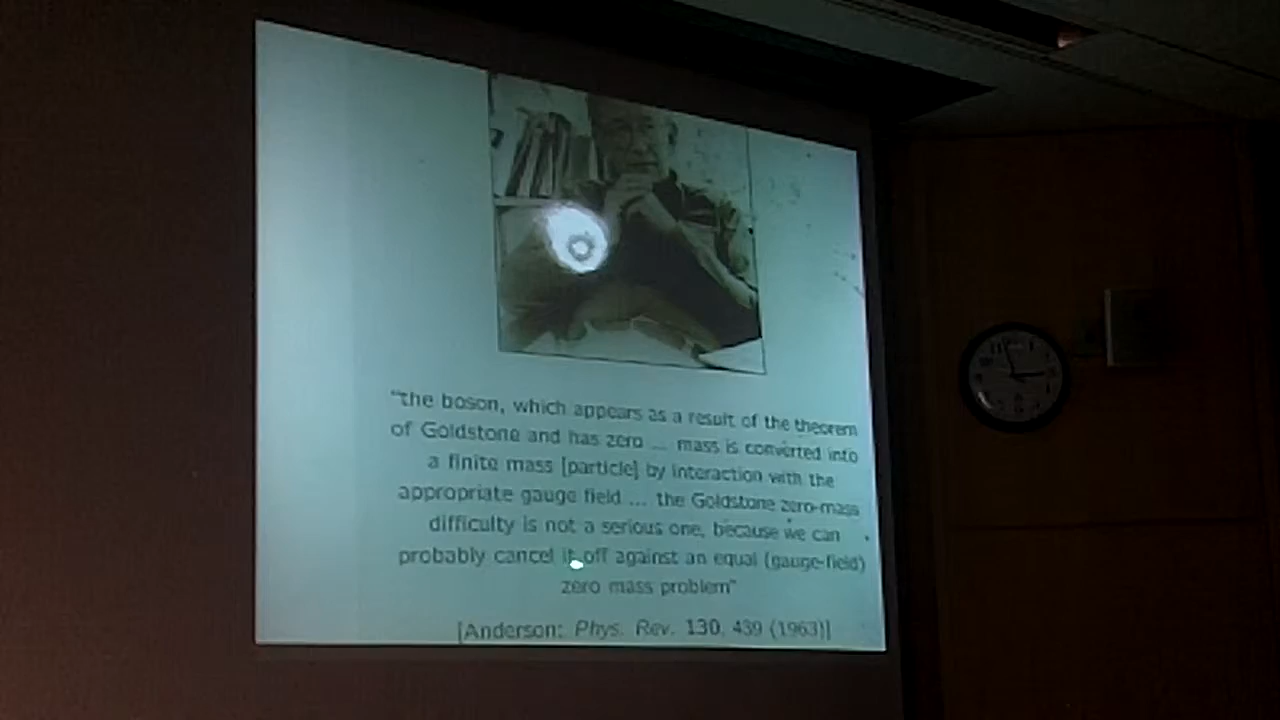 "the boson, which appears as a result of the theorem
of Goldstone and has zero ... mass is converted into
a finite mass [particle] by interaction with the
appropriate gauge field ... the Goldstone zero-mass
difficulty is not a serious one, because we can
probably cancel it off against an equal (gauge-field)
zero mass problem"
[Anderson: Phys. Rev. 130, 439 (1963)]